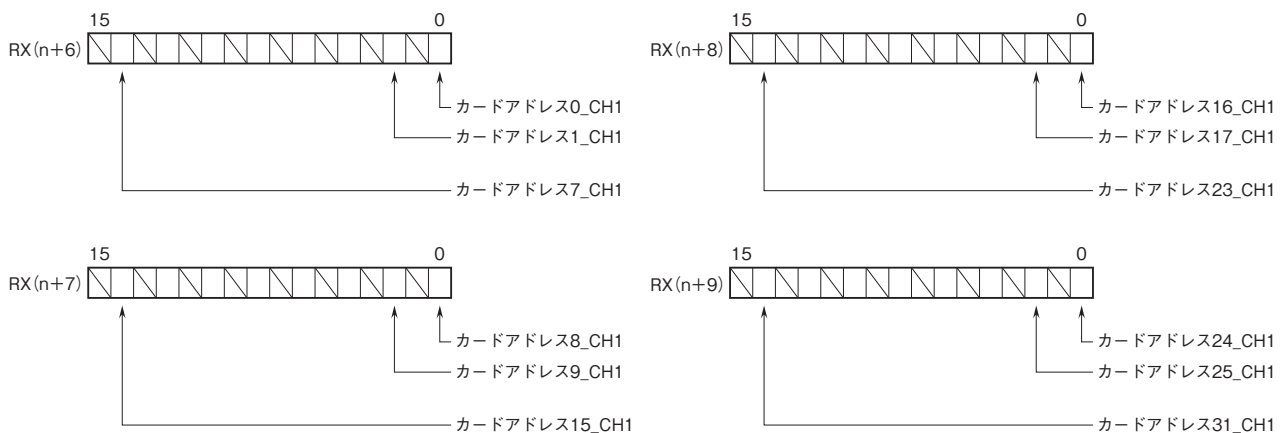 15 0
RX(n+6)
カードアドレス0_CH1
カードアドレス1_CH1
カードアドレス7_CH1
15 0
RX(n+8)
カードアドレス16_CH1
カードアドレス17_CH1
カードアドレス23_CH1
15 0
RX(n+7)
カードアドレス8_CH1
カードアドレス9_CH1
カードアドレス15_CH1
15 0
RX(n+9)
カードアドレス24_CH1
カードアドレス25_CH1
カードアドレス31_CH1